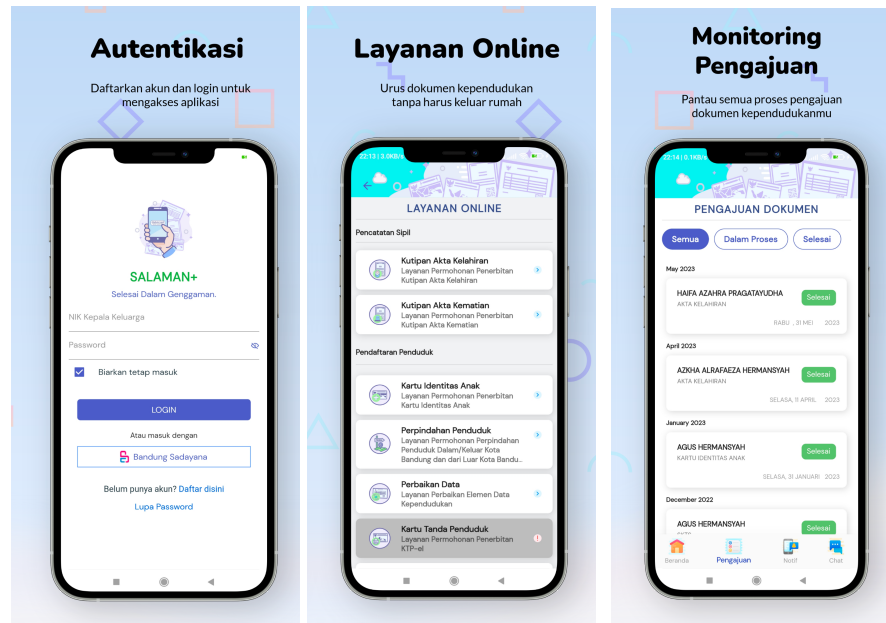 Autentikasi
Daftarkan akun dan login untuk
mengakses aplikasi
SALAMAN+
Selesai Dalam Genggaman.
NIK Kepala Keluarga
Password
Biarkan tetap masuk
LOGIN
Atau masuk dengan
Bandung Sadayana
Belum punya akun? Daftar disini
Lupa Password
Layanan Online
Urus dokumen kependudukan
tanpa harus keluar rumah
22:13 | 3.0KB/s
LAYANAN ONLINE
Pencatatan Sipil
Kutipan Akta Kelahiran
Layanan Permohonan Penerbitan
Kutipan Akta Kelahiran
Kutipan Akta Kematian
Layanan Permohonan Penerbitan
Kutipan Akta Kematian
Pendaftaran Penduduk
Kartu Identitas Anak
Layanan Permohonan Penerbitan
Kartu Identitas Anak
Perpindahan Penduduk
Layanan Permohonan Perpindahan
Penduduk Dalam/Keluar Kota
Bandung dan dari Luar Kota Bandu...
Perbaikan Data
Layanan Perbaikan Elemen Data
Kependudukan
Kartu Tanda Penduduk
Layanan Permohonan Penerbitan
KTP-el
Monitoring
Pengajuan
Pantau semua proses pengajuan
dokumen kependudukanmu
22:14 | 0.1KB/s
PENGAJUAN DOKUMEN
Semua Dalam Proses Selesai
May 2023
HAIFA AZAHRA PRAGATAYUDHA
AKTA KELAHIRAN
Selesai
RABU , 31 MEI 2023
April 2023
AZKHA ALRAFAEZA HERMANSYAH
AKTA KELAHIRAN
Selesai
SELASA, 11 APRIL 2023
January 2023
AGUS HERMANSYAH
KARTU IDENTITAS ANAK
Selesai
SELASA, 31 JANUARI 2023
December 2022
AGUS HERMANSYAH
Selesai
Beranda Pengajuan Notif Chat